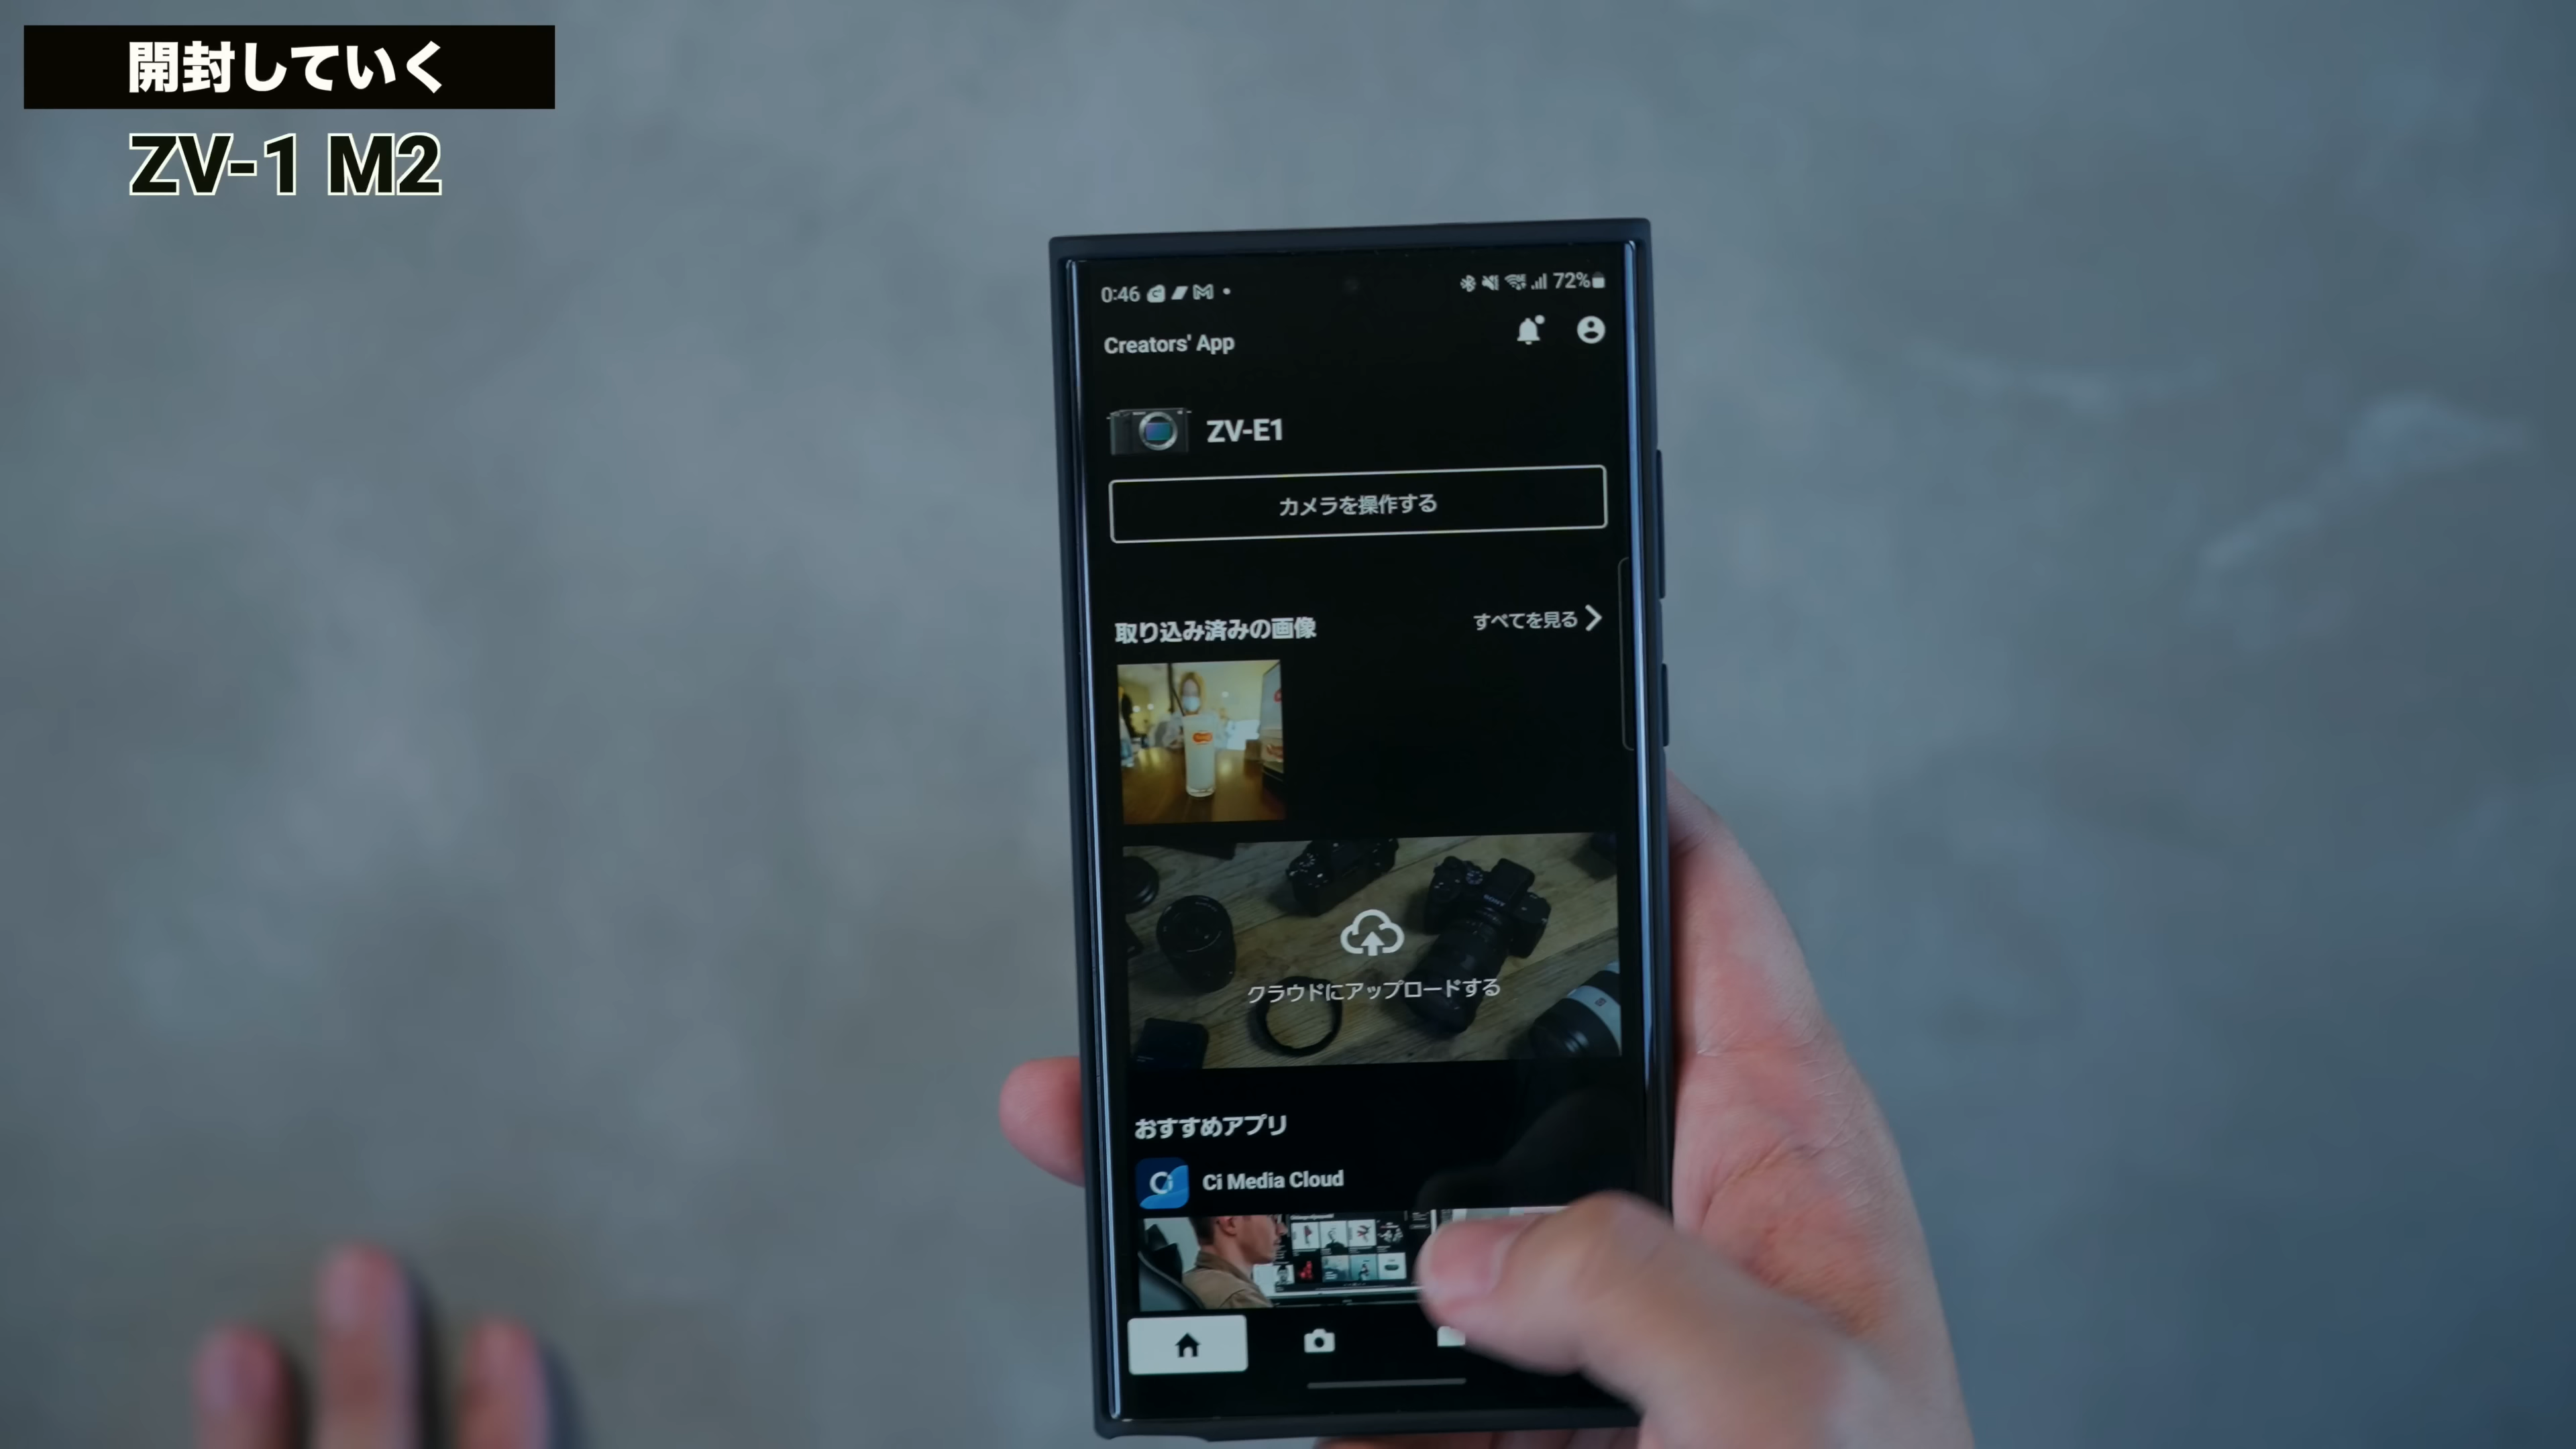 開封していく
ZV-1 M2
0:46
72%
Creators' App
ZV-E1
カメラを操作する
取り込み済みの画像
すべてを見る
クラウドにアップロードする
おすすめアプリ
Ci
Ci Media Cloud